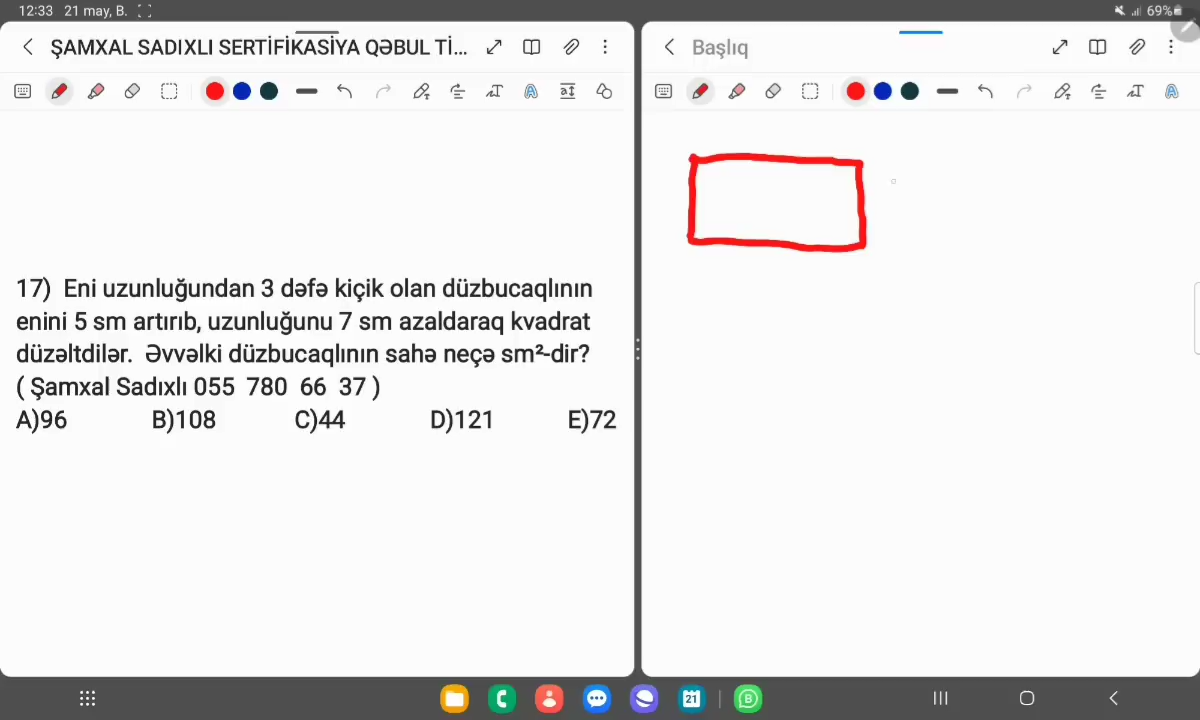 12:33 21 may, B. 69%
ŞAMXAL SADIXLI SERTİFİKASİYA QƏBUL Tİ...
Başlıq
17) Eni uzunluğundan 3 dəfə kiçik olan düzbucaqlının
enini 5 sm artırıb, uzunluğunu 7 sm azaldaraq kvadrat
düzəltdilər. Əvvəlki düzbucaqlının sahə neçə sm²-dir?
( Şamxal Sadıxlı 055 780 66 37 )
A)96 B)108 C)44 D)121 E)72
21